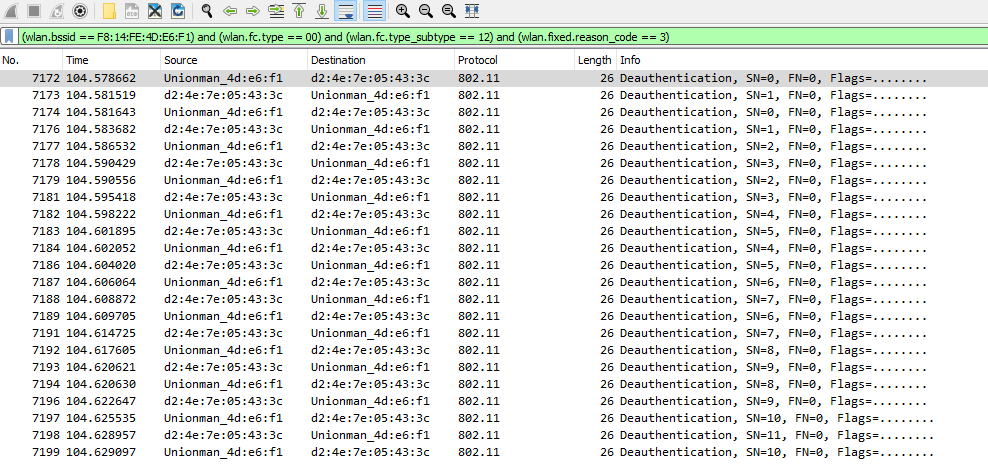 (wlan.bssid == F8:14:FE:4D:E6:F1) and (wlan.fc.type == 00) and (wlan.fc.type_subtype == 12) and (wlan.fixed.reason_code == 3)
No. Time Source Destination Protocol Length Info
7172 104.578662 Unionman_4d:e6:f1 d2:4e:7e:05:43:3c 802.11 26 Deauthentication, SN=0, FN=0, Flags=........
7173 104.581519 d2:4e:7e:05:43:3c Unionman_4d:e6:f1 802.11 26 Deauthentication, SN=1, FN=0, Flags=........
7174 104.581643 Unionman_4d:e6:f1 d2:4e:7e:05:43:3c 802.11 26 Deauthentication, SN=0, FN=0, Flags=........
7176 104.583682 d2:4e:7e:05:43:3c Unionman_4d:e6:f1 802.11 26 Deauthentication, SN=1, FN=0, Flags=........
7177 104.586532 Unionman_4d:e6:f1 d2:4e:7e:05:43:3c 802.11 26 Deauthentication, SN=2, FN=0, Flags=........
7178 104.590429 d2:4e:7e:05:43:3c Unionman_4d:e6:f1 802.11 26 Deauthentication, SN=3, FN=0, Flags=........
7179 104.590556 Unionman_4d:e6:f1 d2:4e:7e:05:43:3c 802.11 26 Deauthentication, SN=2, FN=0, Flags=........
7181 104.595418 d2:4e:7e:05:43:3c Unionman_4d:e6:f1 802.11 26 Deauthentication, SN=3, FN=0, Flags=........
7182 104.598222 Unionman_4d:e6:f1 d2:4e:7e:05:43:3c 802.11 26 Deauthentication, SN=4, FN=0, Flags=........
7183 104.601895 d2:4e:7e:05:43:3c Unionman_4d:e6:f1 802.11 26 Deauthentication, SN=5, FN=0, Flags=........
7184 104.602052 Unionman_4d:e6:f1 d2:4e:7e:05:43:3c 802.11 26 Deauthentication, SN=4, FN=0, Flags=........
7186 104.604020 d2:4e:7e:05:43:3c Unionman_4d:e6:f1 802.11 26 Deauthentication, SN=5, FN=0, Flags=........
7187 104.606064 Unionman_4d:e6:f1 d2:4e:7e:05:43:3c 802.11 26 Deauthentication, SN=6, FN=0, Flags=........
7188 104.608872 d2:4e:7e:05:43:3c Unionman_4d:e6:f1 802.11 26 Deauthentication, SN=7, FN=0, Flags=........
7189 104.609705 Unionman_4d:e6:f1 d2:4e:7e:05:43:3c 802.11 26 Deauthentication, SN=6, FN=0, Flags=........
7191 104.614725 d2:4e:7e:05:43:3c Unionman_4d:e6:f1 802.11 26 Deauthentication, SN=7, FN=0, Flags=........
7192 104.617605 Unionman_4d:e6:f1 d2:4e:7e:05:43:3c 802.11 26 Deauthentication, SN=8, FN=0, Flags=........
7193 104.620621 d2:4e:7e:05:43:3c Unionman_4d:e6:f1 802.11 26 Deauthentication, SN=9, FN=0, Flags=........
7194 104.620630 Unionman_4d:e6:f1 d2:4e:7e:05:43:3c 802.11 26 Deauthentication, SN=8, FN=0, Flags=........
7196 104.622647 d2:4e:7e:05:43:3c Unionman_4d:e6:f1 802.11 26 Deauthentication, SN=9, FN=0, Flags=........
7197 104.625535 Unionman_4d:e6:f1 d2:4e:7e:05:43:3c 802.11 26 Deauthentication, SN=10, FN=0, Flags=........
7198 104.628957 d2:4e:7e:05:43:3c Unionman_4d:e6:f1 802.11 26 Deauthentication, SN=11, FN=0, Flags=........
7199 104.629097 Unionman_4d:e6:f1 d2:4e:7e:05:43:3c 802.11 26 Deauthentication, SN=10, FN=0, Flags=........